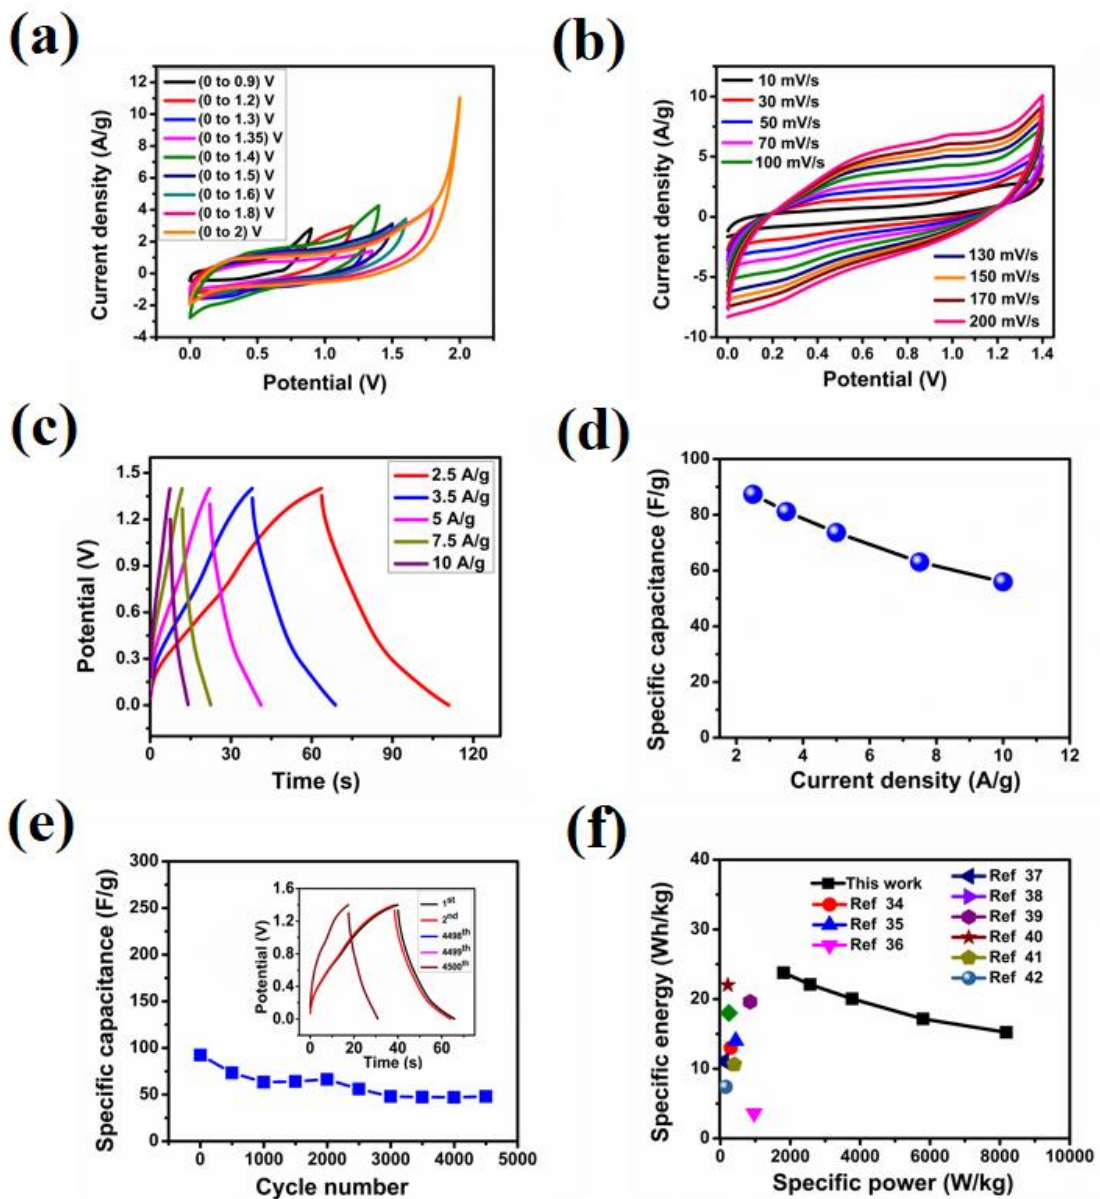 (a)
Current density (A/g)
12
10
8
6
4
2
0
-2
-4
(0 to 0.9) V
(0 to 1.2) V
(0 to 1.3) V
(0 to 1.35) V
(0 to 1.4) V
(0 to 1.5) V
(0 to 1.6) V
(0 to 1.8) V
(0 to 2) V
0.0 0.5 1.0 1.5 2.0
Potential (V)
(b)
Current density (A/g)
10
5
0
-5
-10
10 mV/s
30 mV/s
50 mV/s
70 mV/s
100 mV/s
130 mV/s
150 mV/s
170 mV/s
200 mV/s
0.0 0.2 0.4 0.6 0.8 1.0 1.2 1.4
Potential (V)
(c)
Potential (V)
1.5
1.2
0.9
0.6
0.3
0.0
2.5 A/g
3.5 A/g
5 A/g
7.5 A/g
10 A/g
0 30 60 90 120
Time (s)
(d)
Specific capacitance (F/g)
100
80
60
40
20
0
2 4 6 8 10 12
Current density (A/g)
(e)
Specific capacitance (F/g)
300
250
200
150
100
50
0
Potential (V)
1.6
1.2
0.8
0.4
0.0
1st
2nd
4498th
4499th
4500th
0 20 40 60
Time (s)
0 1000 2000 3000 4000 5000
Cycle number
(f)
Specific energy (Wh/kg)
40
30
20
10
0
This work
Ref 34
Ref 35
Ref 36
Ref 37
Ref 38
Ref 39
Ref 40
Ref 41
Ref 42
0 2000 4000 6000 8000 10000
Specific power (W/kg)